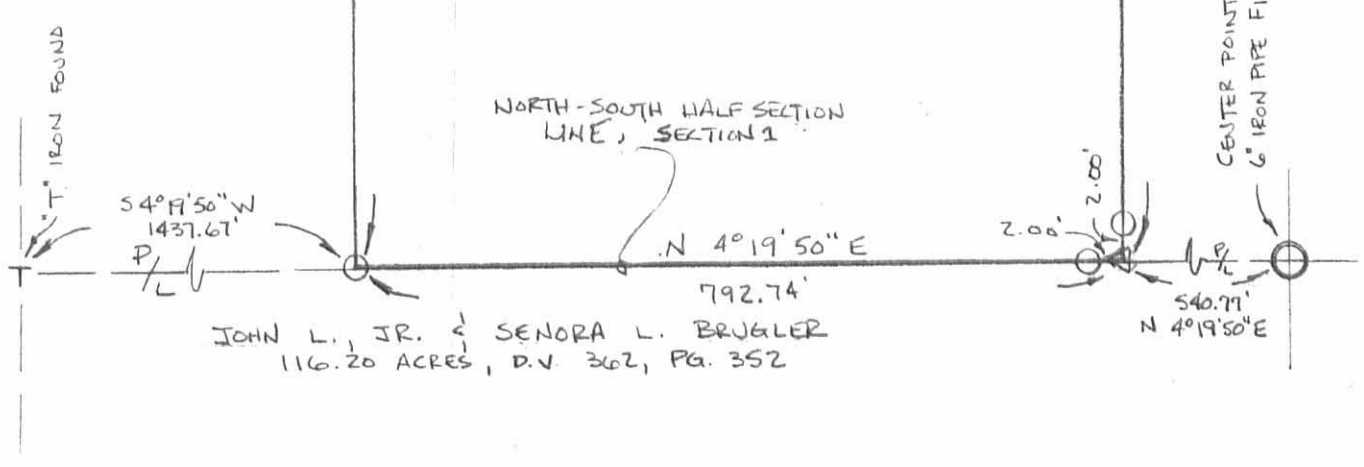 "T" IRON FOUND
S 4°19'50" W
1437.67'
P/L
T
NORTH-SOUTH HALF SECTION
LINE, SECTION 1
N 4°19'50" E
792.74'
JOHN L., JR. & SENORA L. BRUGLER
116.20 ACRES, D.V. 362, PG. 352
2.00'
2.00'
P/L
540.77'
N 4°19'50" E
CENTER POINT
6" IRON PIPE